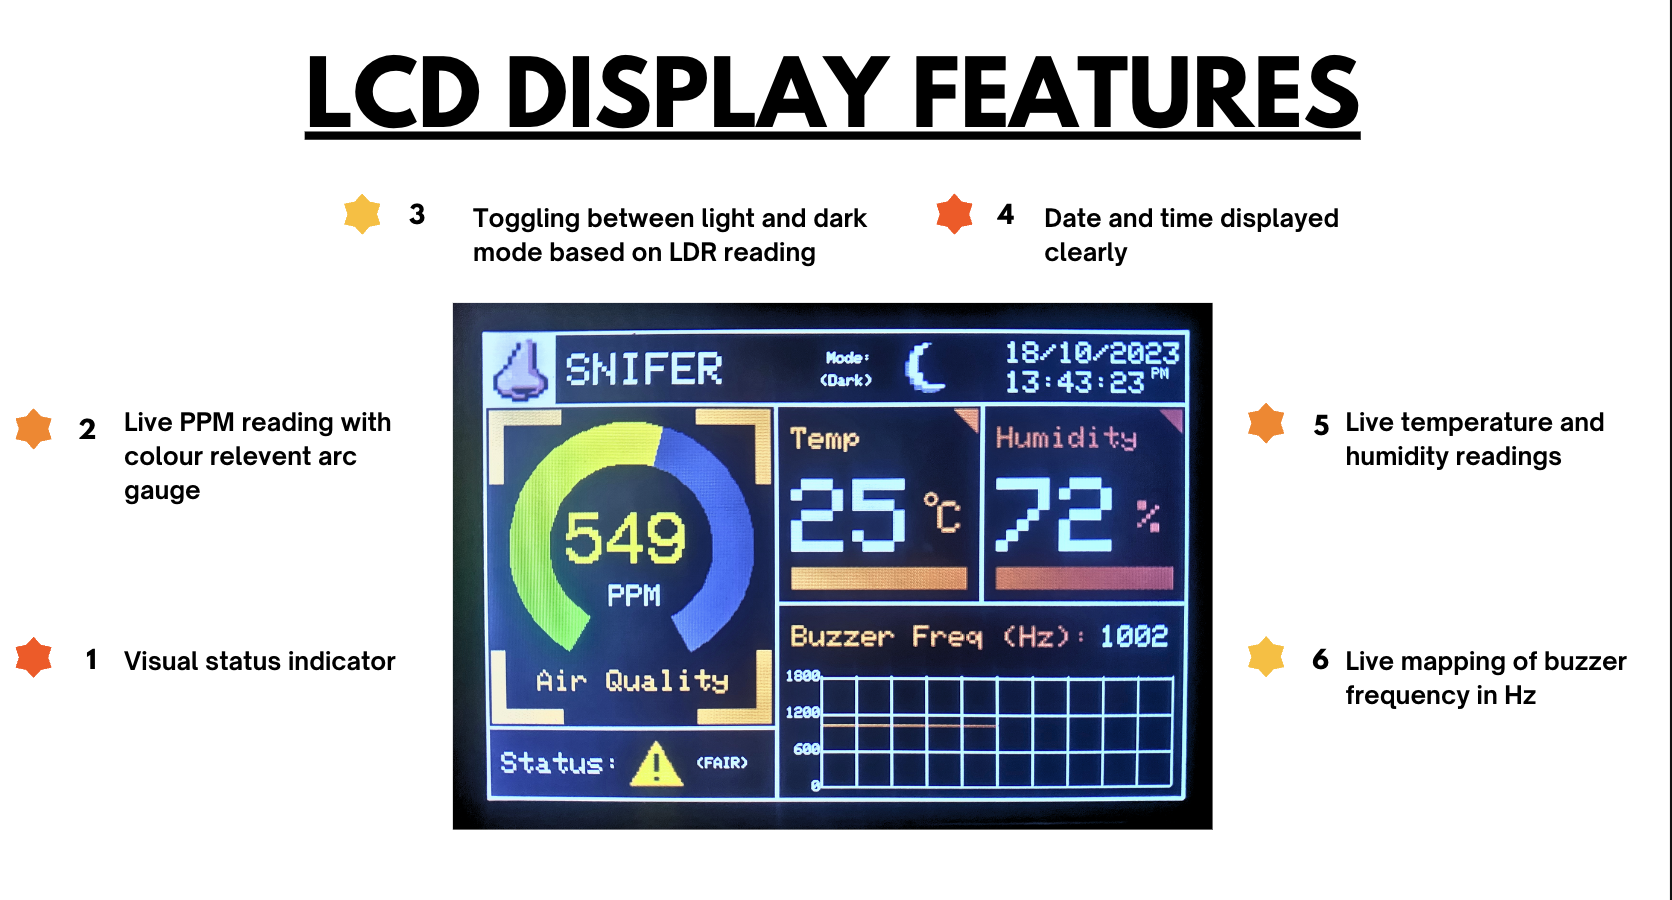 LCD DISPLAY FEATURES
3 Toggling between light and dark
mode based on LDR reading
4 Date and time displayed
clearly
2 Live PPM reading with
colour relevent arc
gauge
1 Visual status indicator
SNIFER
Mode:
(Dark)
18/10/2023
13:43:23 PM
549
PPM
Air Quality
Status: (FAIR)
Temp
25 °C
Humidity
72 %
Buzzer Freq (Hz): 1002
1800
1200
600
0
5 Live temperature and
humidity readings
6 Live mapping of buzzer
frequency in Hz